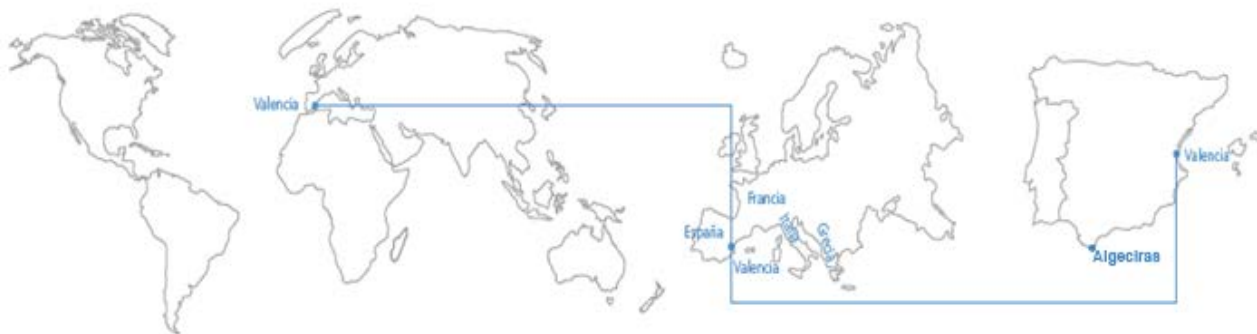 Valencia
Francia
España
Italia
Grecia
Valencia
Valencia
Algeciras